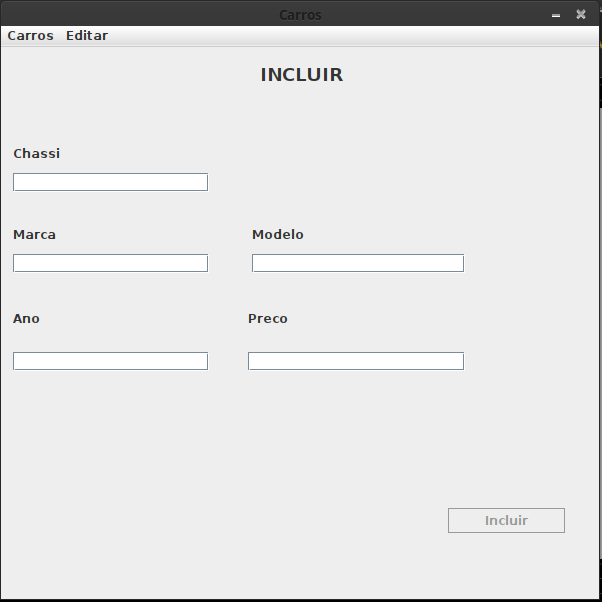 Carros
Carros Editar
INCLUIR
Chassi
Marca Modelo
Ano Preco
Incluir